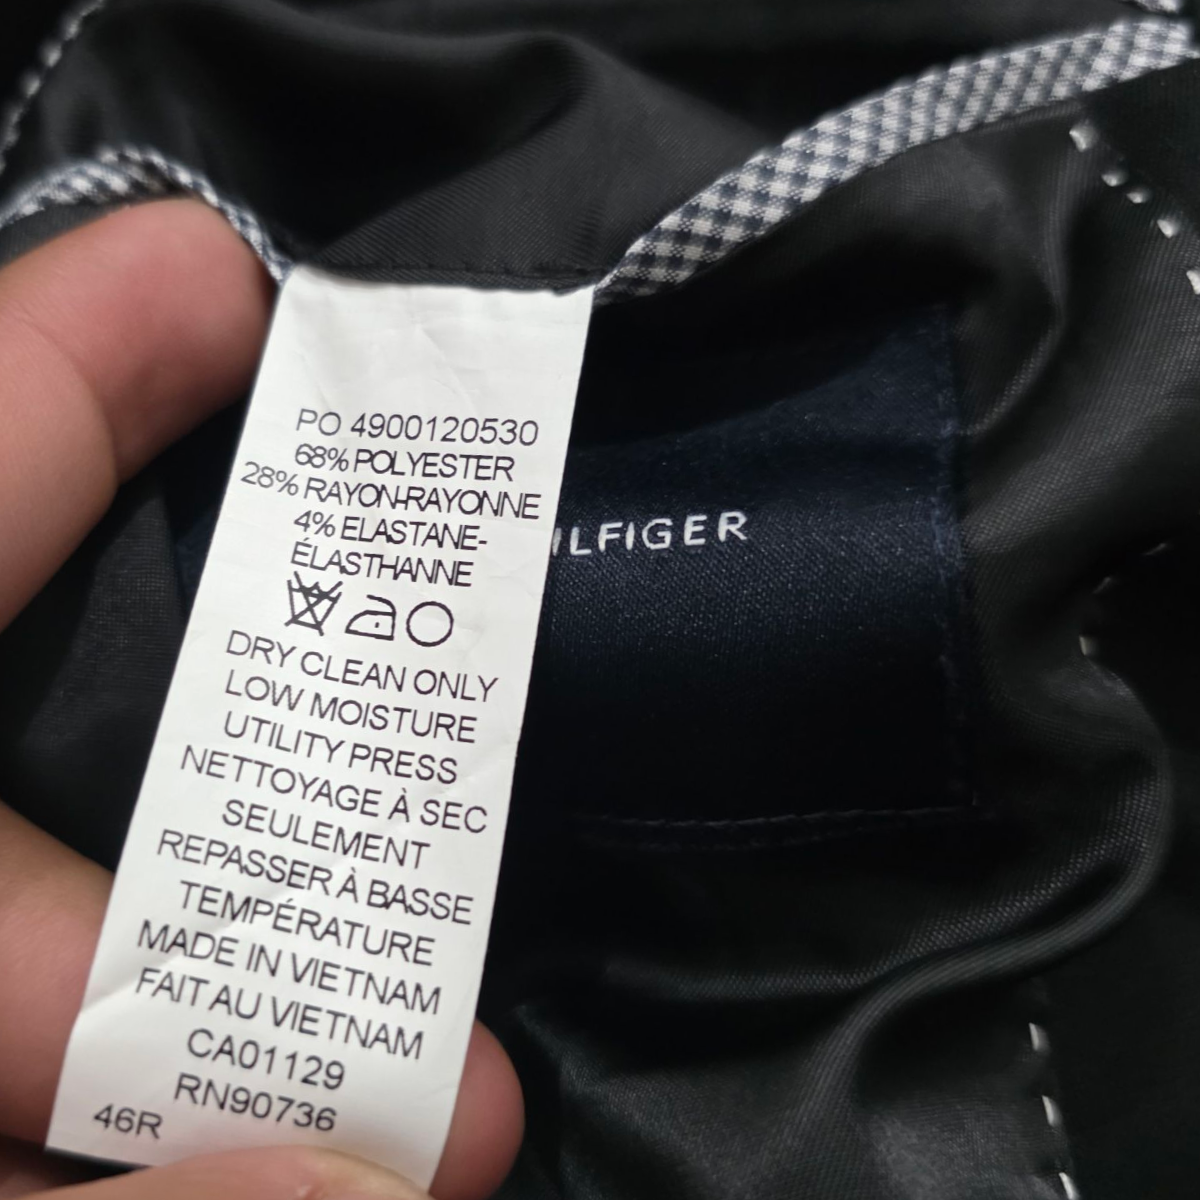 PO 4900120530
68% POLYESTER
28% RAYON-RAYONNE
4% ELASTANE-
ÉLASTHANNE
DRY CLEAN ONLY
LOW MOISTURE
UTILITY PRESS
NETTOYAGE À SEC
SEULEMENT
REPASSER À BASSE
TEMPÉRATURE
MADE IN VIETNAM
FAIT AU VIETNAM
CA01129
RN90736
46R
ILFIGER